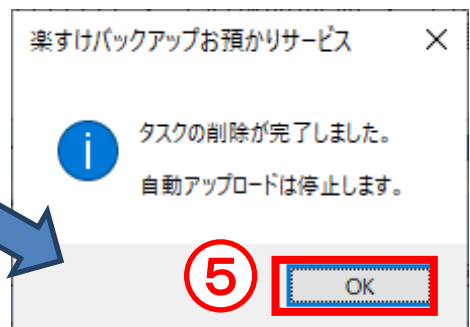 楽すけバックアップお預かりサービス
タスクの削除が完了しました。
自動アップロードは停止します。
⑤
OK